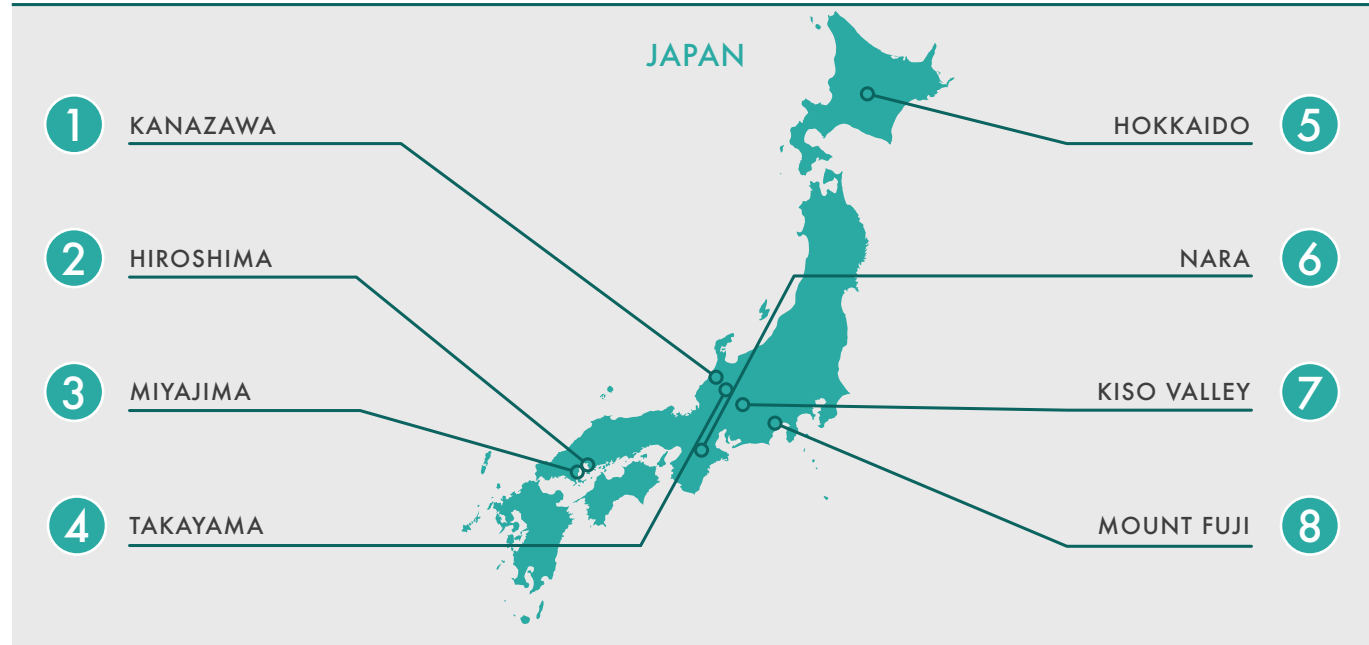 JAPAN
1 KANAZAWA
2 HIROSHIMA
3 MIYAJIMA
4 TAKAYAMA
HOKKAIDO 5
NARA 6
KISO VALLEY 7
MOUNT FUJI 8